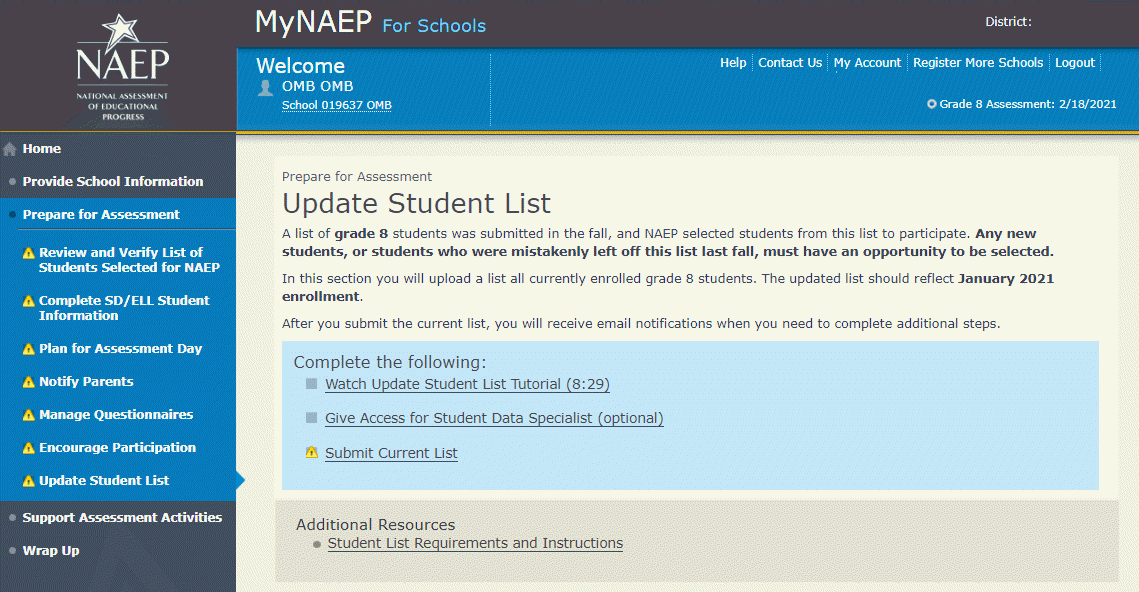 NAEP
NATIONAL ASSESSMENT
OF EDUCATIONAL
PROGRESS
MyNAEP For Schools
District:
Welcome
OMB OMB
School 019637 OMB
Help
Contact Us
My Account
Register More Schools
Logout
Grade 8 Assessment: 2/18/2021
Home
Provide School Information
Prepare for Assessment
Review and Verify List of
Students Selected for NAEP
Complete SD/ELL Student
Information
Plan for Assessment Day
Notify Parents
Manage Questionnaires
Encourage Participation
Update Student List
Support Assessment Activities
Wrap Up
Prepare for Assessment
Update Student List
A list of grade 8 students was submitted in the fall, and NAEP selected students from this list to participate. Any new
students, or students who were mistakenly left off this list last fall, must have an opportunity to be selected.
In this section you will upload a list all currently enrolled grade 8 students. The updated list should reflect January 2021
enrollment.
After you submit the current list, you will receive email notifications when you need to complete additional steps.
Complete the following:
Watch Update Student List Tutorial (8:29)
Give Access for Student Data Specialist (optional)
Submit Current List
Additional Resources
Student List Requirements and Instructions